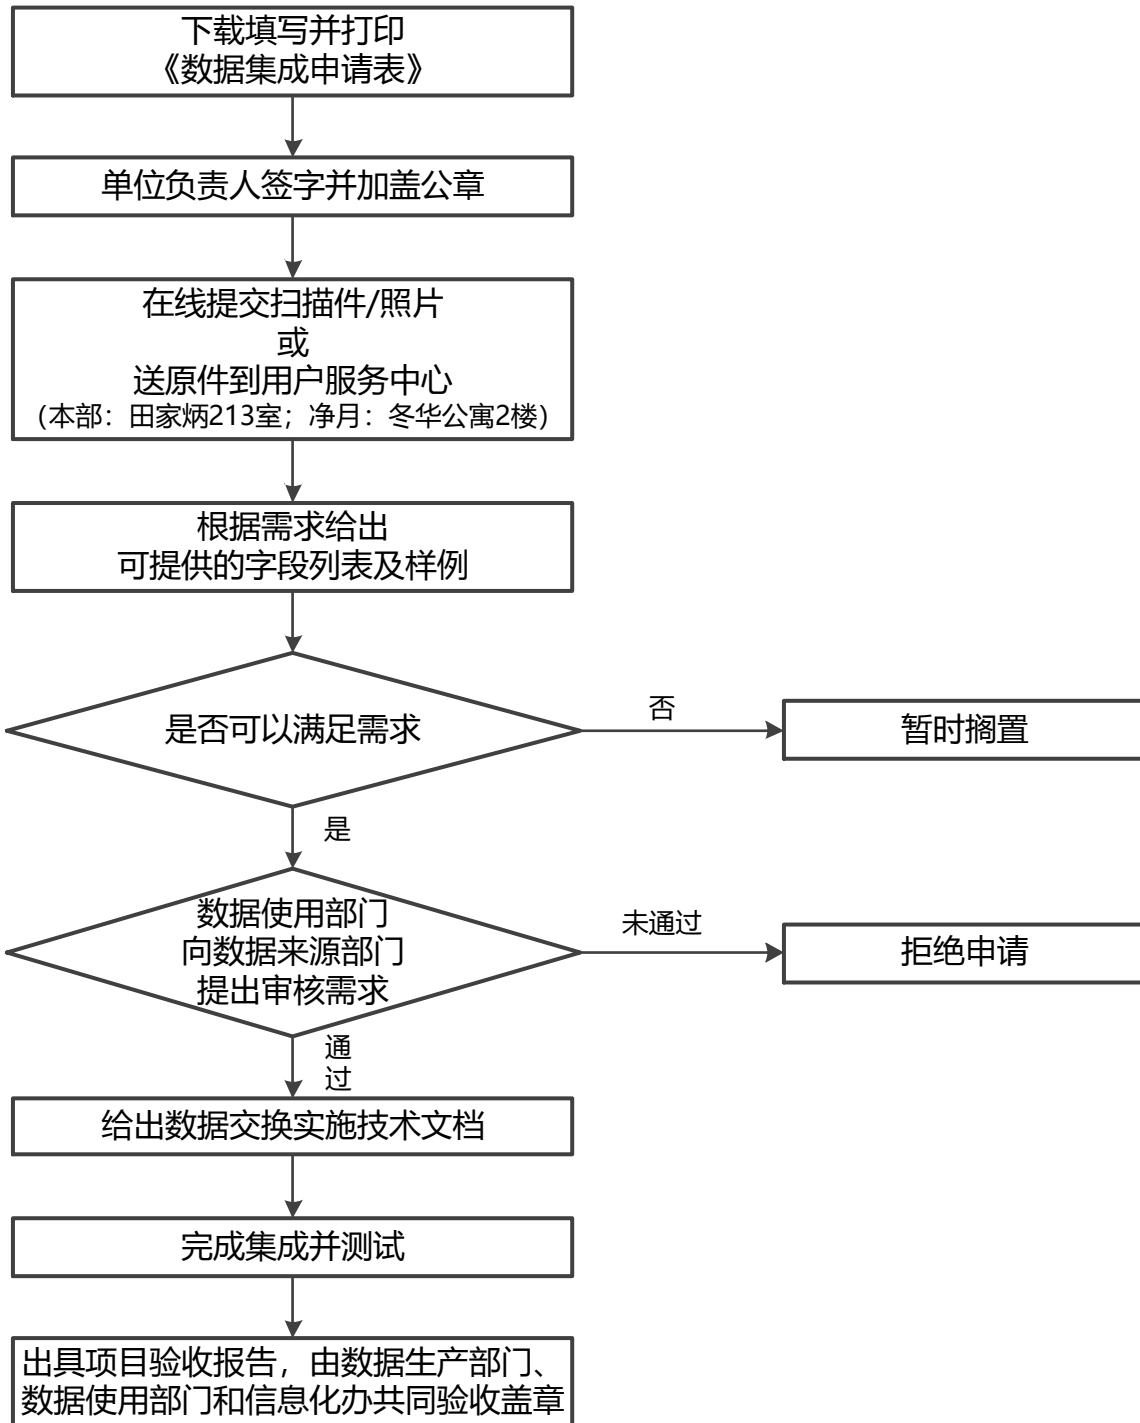 下载填写并打印
《数据集成申请表》
单位负责人签字并加盖公章
在线提交扫描件/照片
或
送原件到用户服务中心
（本部：田家炳213室；净月：冬华公寓2楼）
根据需求给出
可提供的字段列表及样例
是否可以满足需求
否
暂时搁置
是
数据使用部门
向数据来源部门
提出审核需求
未通过
拒绝申请
通
过
给出数据交换实施技术文档
完成集成并测试
出具项目验收报告，由数据生产部门、
数据使用部门和信息化办共同验收盖章